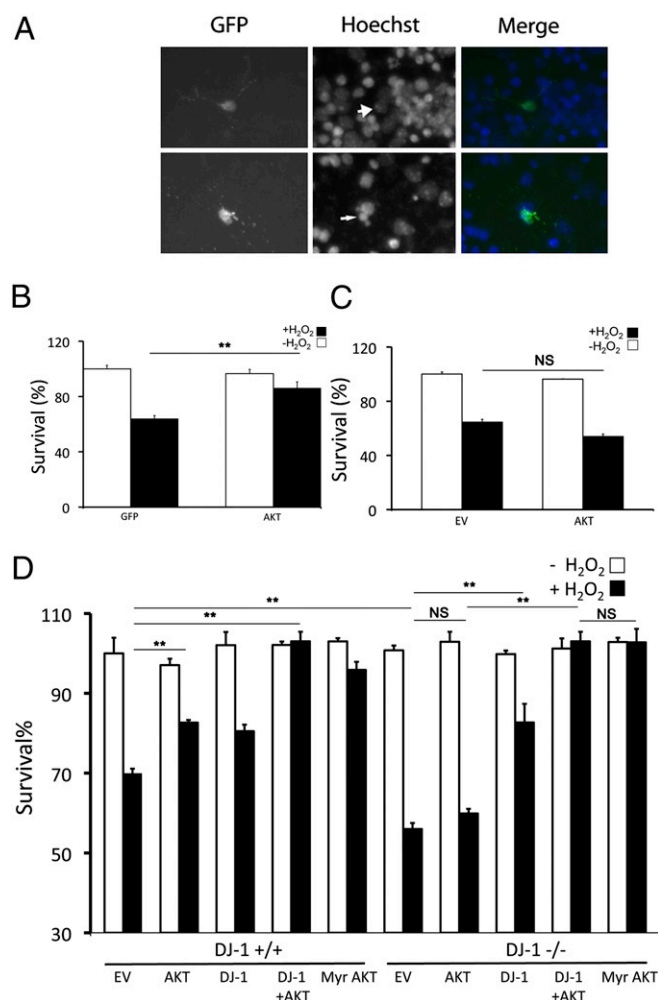 A
GFP Hoechst Merge
B
+H₂O₂
-H₂O₂
**
120
80
40
0
Survival (%)
GFP AKT
C
+H₂O₂
-H₂O₂
NS
120
80
40
0
Survival (%)
EV AKT
D
- H₂O₂
+ H₂O₂
** **
** NS ** NS
**
110
90
70
50
30
Survival%
DJ-1 +/+ DJ-1 -/-
EV AKT DJ-1 DJ-1 Myr AKT EV AKT DJ-1 DJ-1 Myr AKT
+AKT +AKT